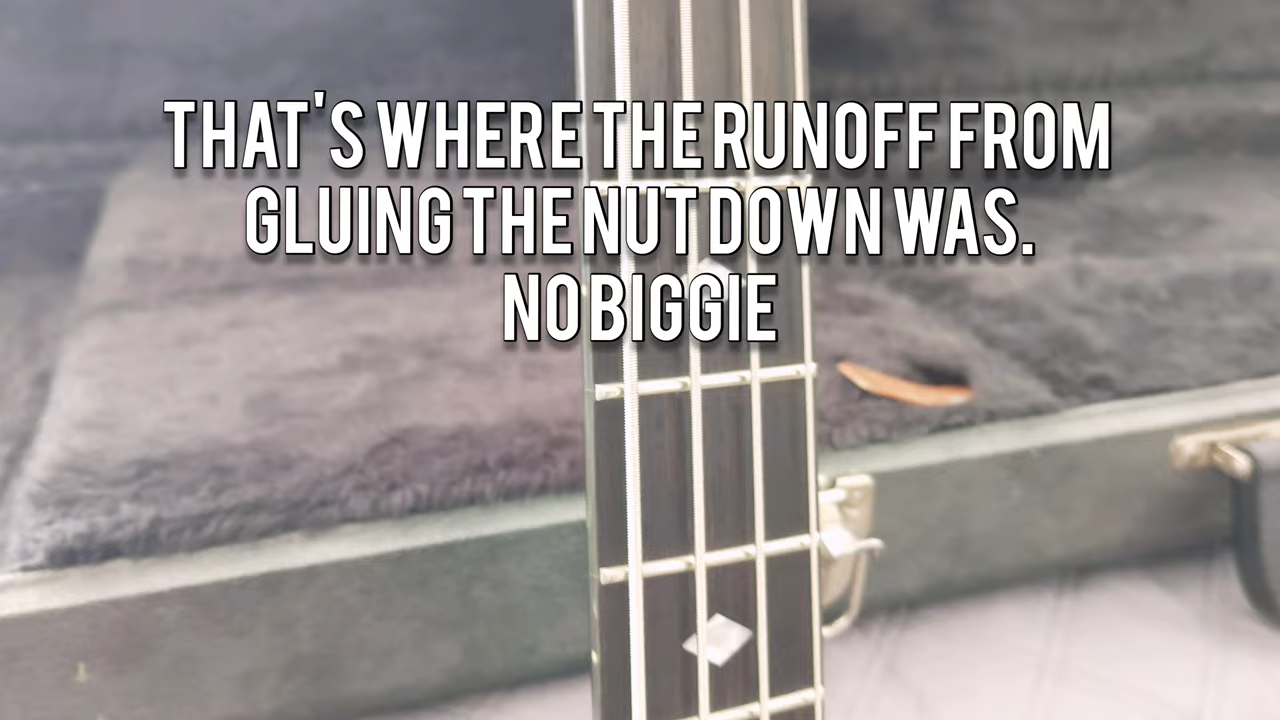 THAT'S WHERE THE RUNOFF FROM
GLUING THE NUT DOWN WAS.
NO BIGGIE